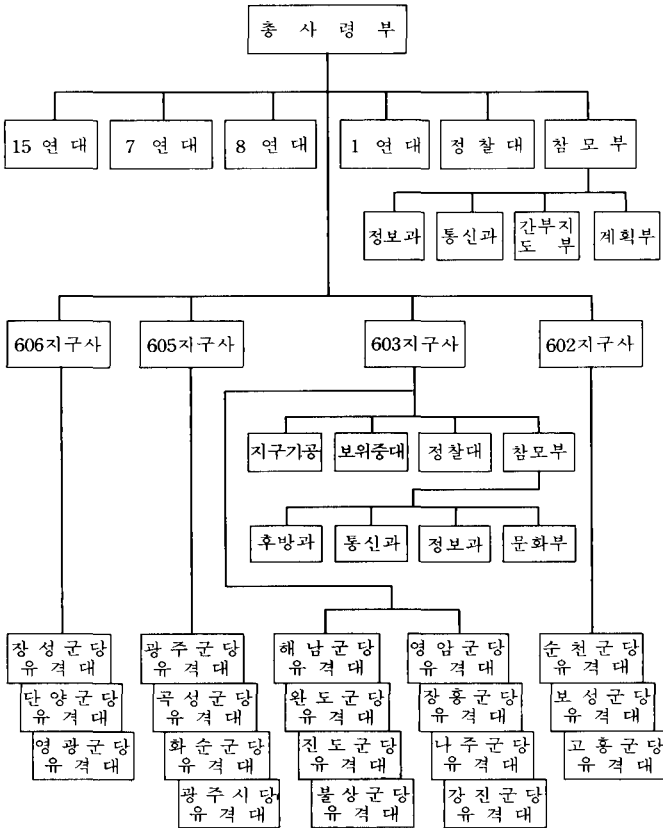 총 사 령 부
15 연 대
7 연 대
8 연 대
1 연 대
정 찰 대
참 모 부
정보과
통신과
간부지
도 부
계획부
606지구사
605지구사
603지구사
602지구사
지구기공
보위중대
정찰대
참모부
후방과
통신과
정보과
문화부
장성군당
유격대
단양군당
유격대
영광군당
유격대
광주군당
유격대
곡성군당
유격대
화순군당
유격대
광주시당
유격대
해남군당
유격대
완도군당
유격대
진도군당
유격대
불상군당
유격대
영암군당
유격대
장흥군당
유격대
나주군당
유격대
강진군당
유격대
순천군당
유격대
보성군당
유격대
고흥군당
유격대